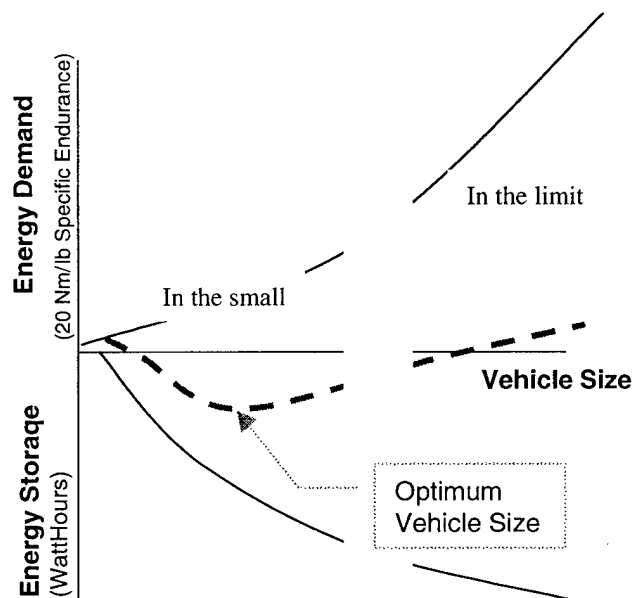 Energy Demand
(20 Nm/lb Specific Endurance)
In the limit
In the small
Vehicle Size
Energy Storaqe
(WattHours)
Optimum
Vehicle Size